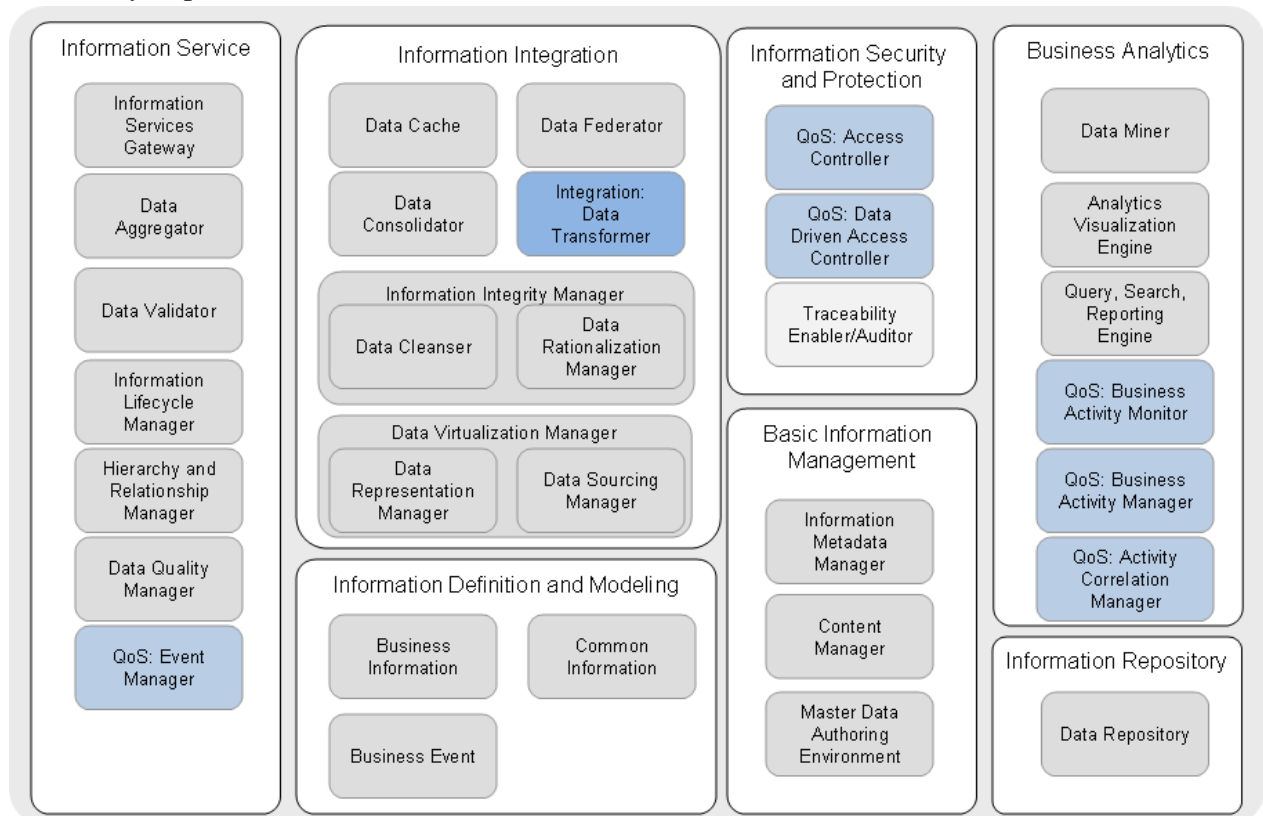 Information Service
Information
Services
Gateway
Data
Aggregator
Data Validator
Information
Lifecycle
Manager
Hierarchy and
Relationship
Manager
Data Quality
Manager
QoS: Event
Manager
Information Integration
Data Cache
Data Federator
Data
Consolidator
Integration:
Data
Transformer
Information Integrity Manager
Data Cleanser
Data
Rationalization
Manager
Data Virtualization Manager
Data
Representation
Manager
Data Sourcing
Manager
Information Definition and Modeling
Business
Information
Common
Information
Business Event
Information Security
and Protection
QoS: Access
Controller
QoS: Data
Driven Access
Controller
Traceability
Enabler/Auditor
Basic Information
Management
Information
Metadata
Manager
Content
Manager
Master Data
Authoring
Environment
Business Analytics
Data Miner
Analytics
Visualization
Engine
Query, Search,
Reporting
Engine
QoS: Business
Activity Monitor
QoS: Business
Activity Manager
QoS: Activity
Correlation
Manager
Information Repository
Data Repository